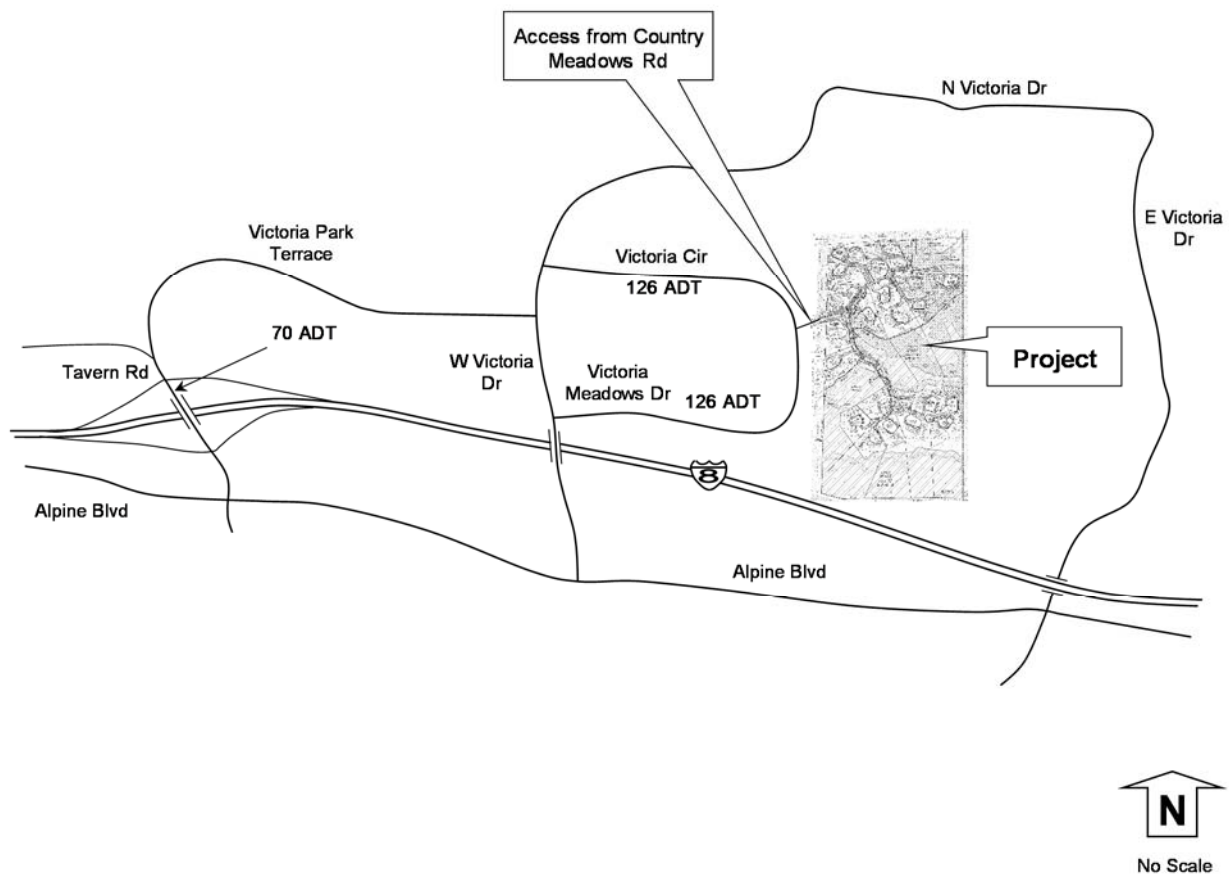 Access from Country
Meadows Rd
N Victoria Dr
E Victoria
Dr
Victoria Park
Terrace
Victoria Cir
126 ADT
70 ADT
Tavern Rd
W Victoria
Dr
Victoria
Meadows Dr
126 ADT
Project
8
Alpine Blvd
Alpine Blvd
N
No Scale